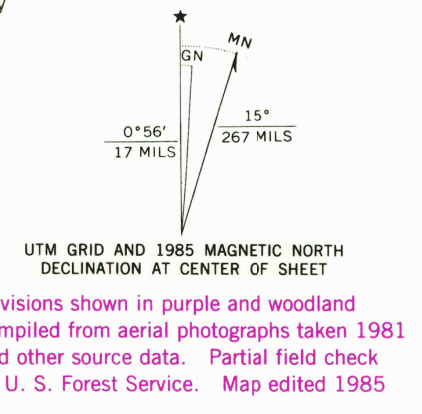 ★
MN
GN
0°56′
17 MILS
15°
267 MILS
UTM GRID AND 1985 MAGNETIC NORTH
DECLINATION AT CENTER OF SHEET
visions shown in purple and woodland
mpiled from aerial photographs taken 1981
d other source data. Partial field check
U. S. Forest Service. Map edited 1985